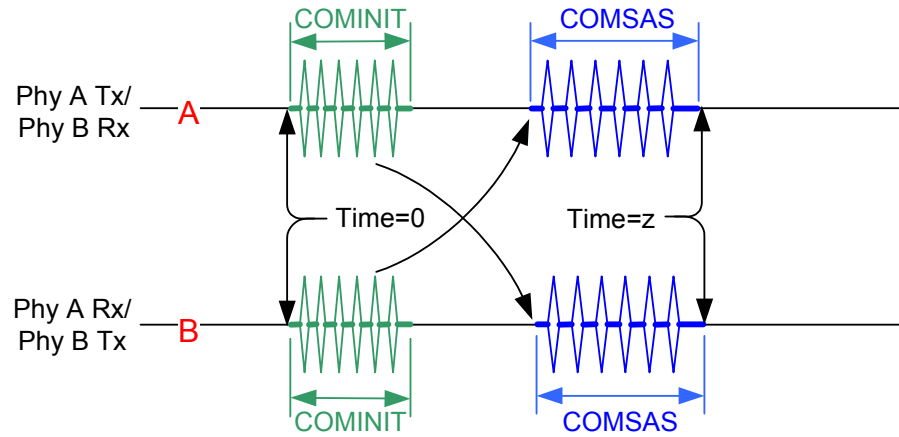 COMINIT
COMSAS
Phy A Tx/
Phy B Rx
A
Time=0
Time=z
Phy A Rx/
Phy B Tx
B
COMINIT
COMSAS